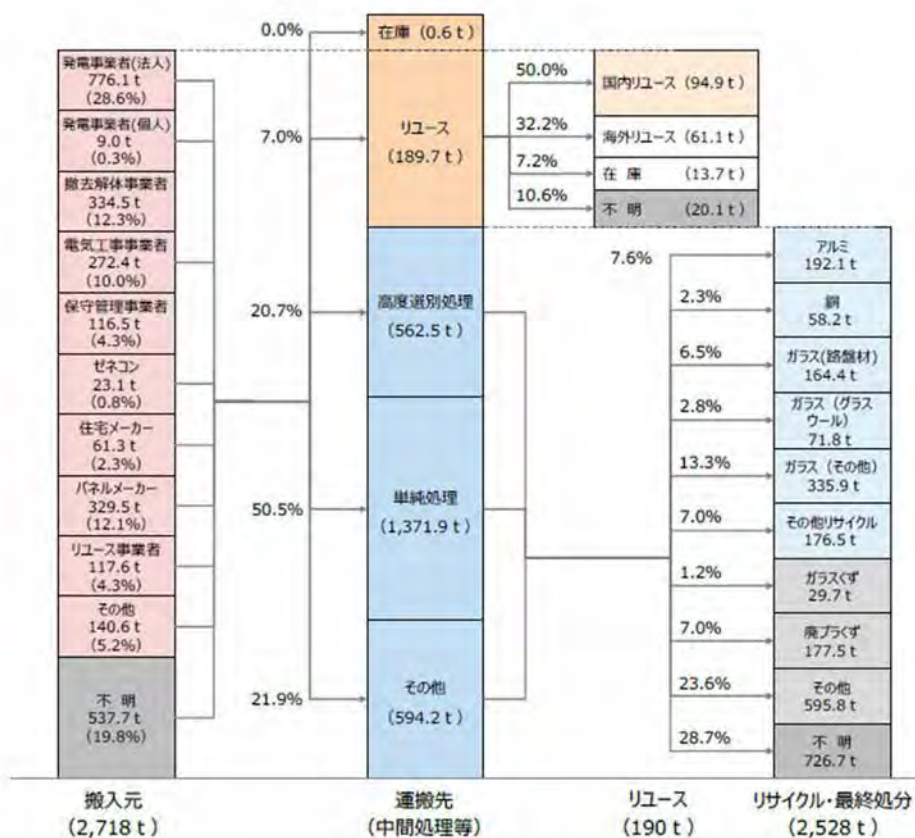 発電事業者(法人)
776.1 t
(28.6%)
発電事業者(個人)
9.0 t
(0.3%)
撤去解体事業者
334.5 t
(12.3%)
電気工事事業者
272.4 t
(10.0%)
保守管理事業者
116.5 t
(4.3%)
ゼネコン
23.1 t
(0.8%)
住宅メーカー
61.3 t
(2.3%)
パネルメーカー
329.5 t
(12.1%)
リユース事業者
117.6 t
(4.3%)
その他
140.6 t
(5.2%)
不 明
537.7 t
(19.8%)
搬入元
(2,718 t)
0.0%
7.0%
20.7%
50.5%
21.9%
在庫 (0.6 t)
リユース
(189.7 t)
高度選別処理
(562.5 t)
単純処理
(1,371.9 t)
その他
(594.2 t)
運搬先
(中間処理等)
50.0%
32.2%
7.2%
10.6%
国内リユース (94.9 t)
海外リユース (61.1 t)
在 庫 (13.7 t)
不 明 (20.1 t)
リユース
(190 t)
7.6%
2.3%
6.5%
2.8%
13.3%
7.0%
1.2%
7.0%
23.6%
28.7%
アルミ
192.1 t
銅
58.2 t
ガラス(路盤材)
164.4 t
ガラス (グラス
ウール)
71.8 t
ガラス (その他)
335.9 t
その他リサイクル
176.5 t
ガラスくず
29.7 t
廃プラくず
177.5 t
その他
595.8 t
不 明
726.7 t
リサイクル・最終処分
(2,528 t)